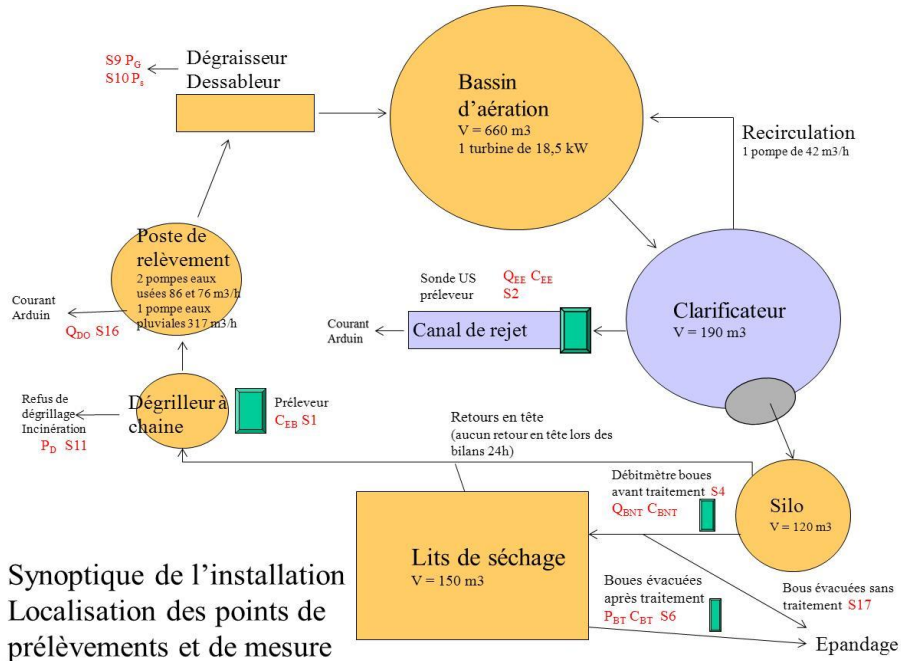 S9 P_G
S10 P_s
Dégraisseur
Dessableur
Bassin
d’aération
V = 660 m3
1 turbine de 18,5 kW
Recirculation
1 pompe de 42 m3/h
Poste de
relèvement
2 pompes eaux
usées 86 et 76 m3/h
1 pompe eaux
pluviales 317 m3/h
Courant
Arduin
Q_DO S16
Sonde US
préleveur
Q_EE C_EE
S2
Courant
Arduin
Canal de rejet
Clarificateur
V = 190 m3
Refus de
dégrillage
Incinération
P_D S11
Dégrilleur à
chaine
Préleveur
C_EB S1
Retours en tête
(aucun retour en tête lors des
bilans 24h)
Débitmètre boues
avant traitement S4
Q_BNT C_BNT
Silo
V = 120 m3
Lits de séchage
V = 150 m3
Boues évacuées
après traitement
P_BT C_BT S6
Bous évacuées sans
traitement S17
Epandage
Synoptique de l’installation
Localisation des points de
prélèvements et de mesure